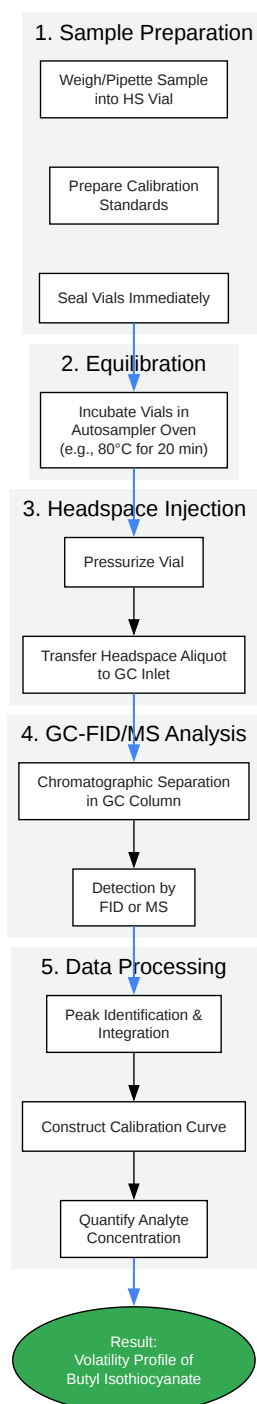 1. Sample Preparation
Weigh/Pipette Sample
into HS Vial
Prepare Calibration
Standards
Seal Vials Immediately
2. Equilibration
Incubate Vials in
Autosampler Oven
(e.g., 80°C for 20 min)
3. Headspace Injection
Pressurize Vial
Transfer Headspace Aliquot
to GC Inlet
4. GC-FID/MS Analysis
Chromatographic Separation
in GC Column
Detection by
FID or MS
5. Data Processing
Peak Identification &
Integration
Construct Calibration Curve
Quantify Analyte
Concentration
Result:
Volatility Profile of
Butyl Isothiocyanate